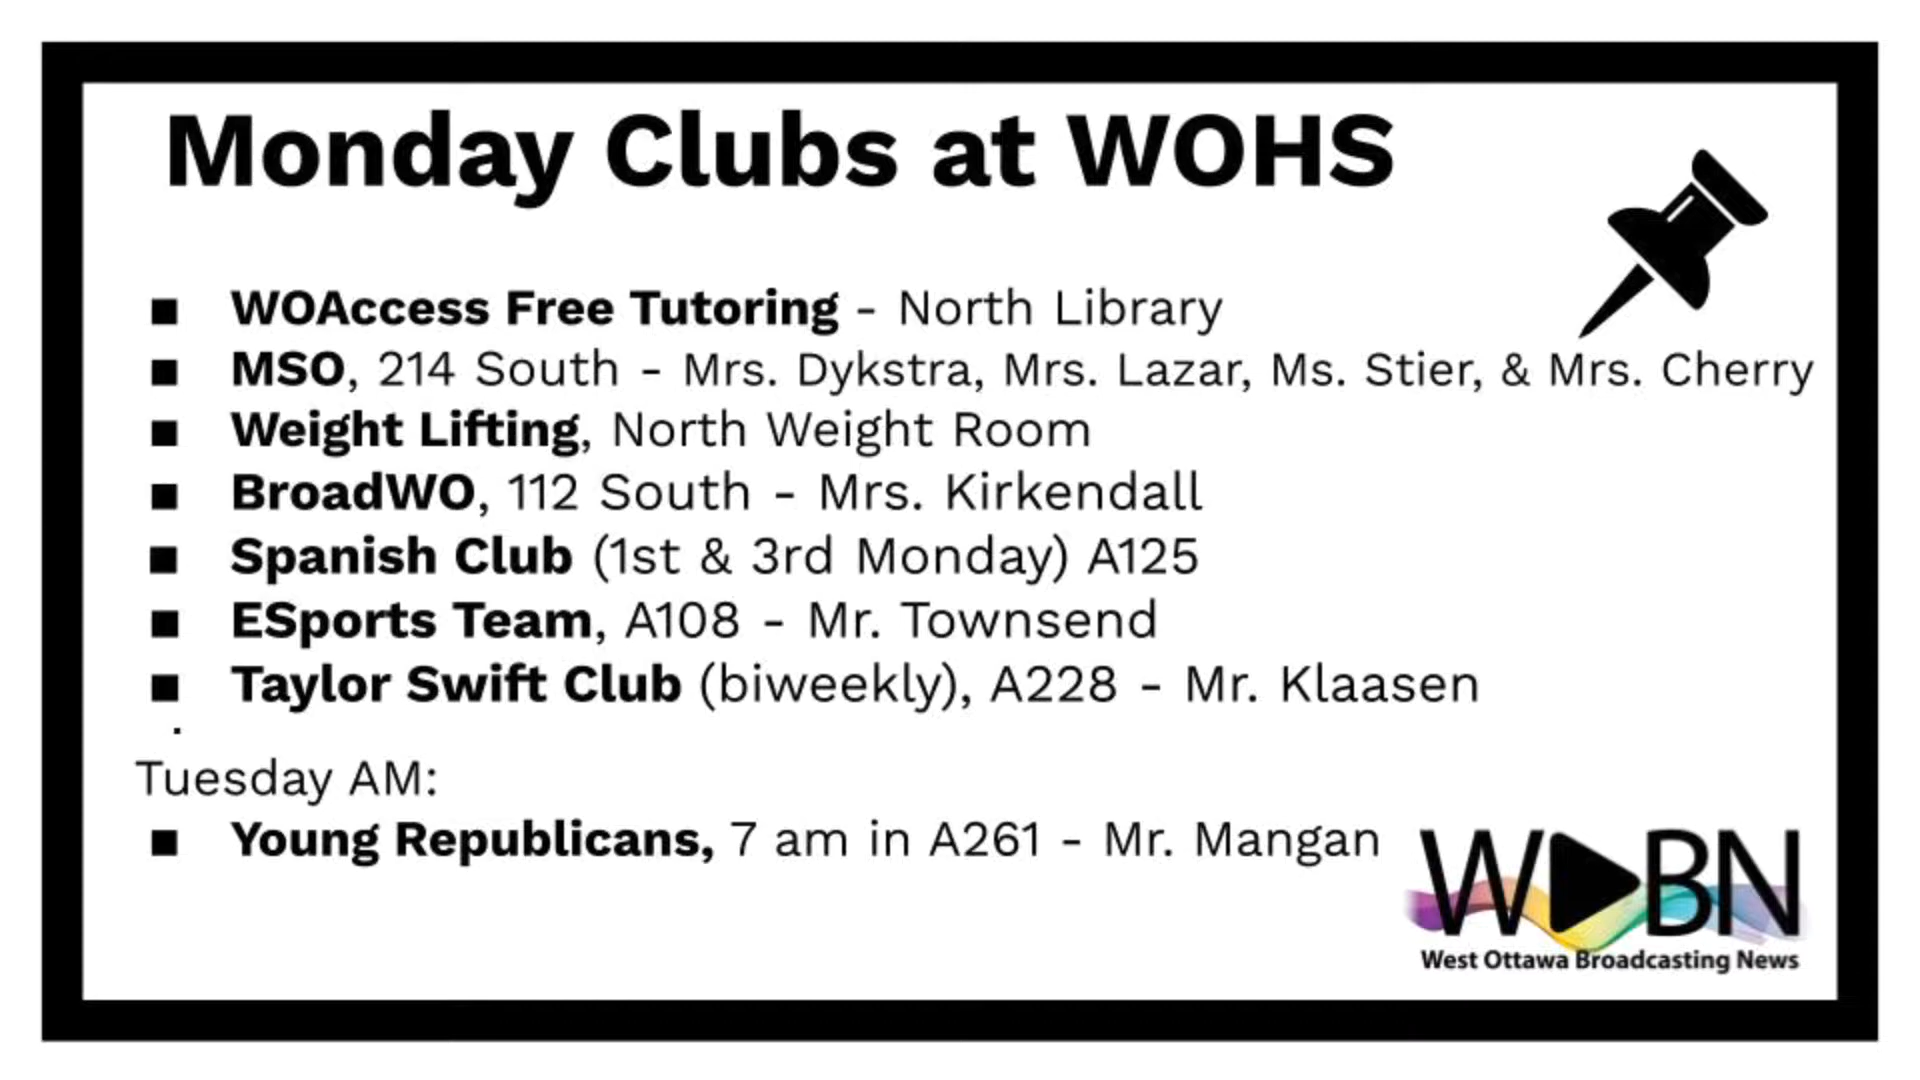 Monday Clubs at WOHS
■ WOAccess Free Tutoring - North Library
■ MSO, 214 South - Mrs. Dykstra, Mrs. Lazar, Ms. Stier, & Mrs. Cherry
■ Weight Lifting, North Weight Room
■ BroadWO, 112 South - Mrs. Kirkendall
■ Spanish Club (1st & 3rd Monday) A125
■ ESports Team, A108 - Mr. Townsend
■ Taylor Swift Club (biweekly), A228 - Mr. Klaasen
.
Tuesday AM:
■ Young Republicans, 7 am in A261 - Mr. Mangan
W▶BN
West Ottawa Broadcasting News